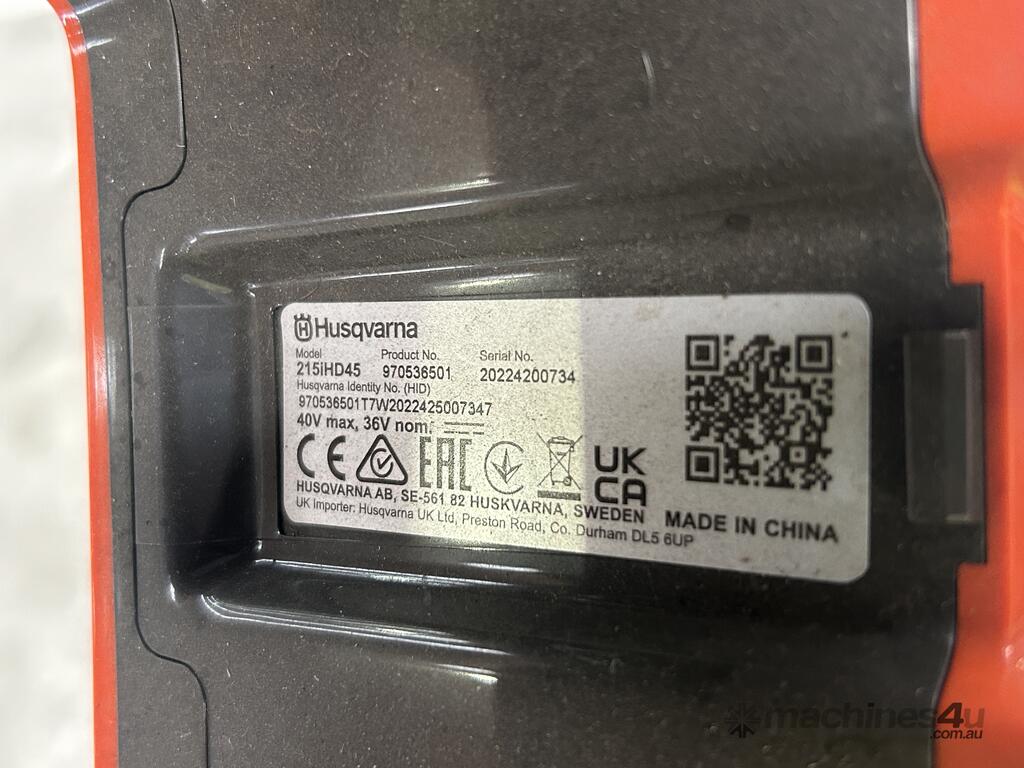 Husqvarna
Model Product No. Serial No.
215iHD45 970536501 20224200734
Husqvarna Identity No. (HID)
970536501T7W2022425007347
40V max, 36V nom.
CE EAC UK
CA
HUSQVARNA AB, SE-561 82 HUSKVARNA, SWEDEN
UK Importer: Husqvarna UK Ltd, Preston Road, Co. Durham DL5 6UP
MADE IN CHINA
machines4u
.com.au